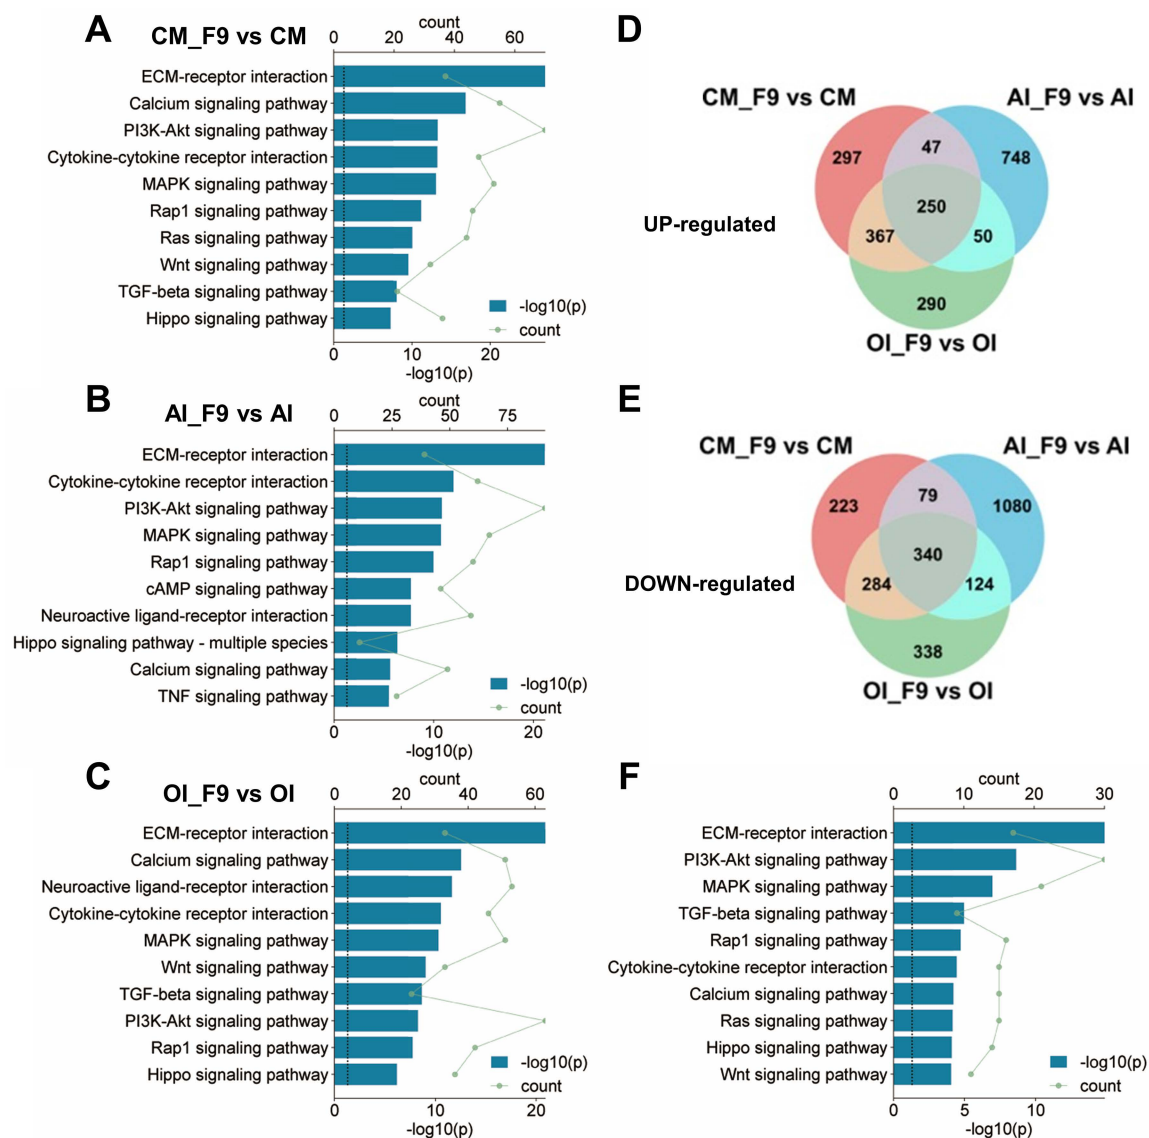 A
CM_F9 vs CM
count
0 20 40 60
ECM-receptor interaction
Calcium signaling pathway
PI3K-Akt signaling pathway
Cytokine-cytokine receptor interaction
MAPK signaling pathway
Rap1 signaling pathway
Ras signaling pathway
Wnt signaling pathway
TGF-beta signaling pathway
Hippo signaling pathway
-log10(p)
count
0 10 20
-log10(p)
B
AI_F9 vs AI
count
0 25 50 75
ECM-receptor interaction
Cytokine-cytokine receptor interaction
PI3K-Akt signaling pathway
MAPK signaling pathway
Rap1 signaling pathway
cAMP signaling pathway
Neuroactive ligand-receptor interaction
Hippo signaling pathway - multiple species
Calcium signaling pathway
TNF signaling pathway
-log10(p)
count
0 10 20
-log10(p)
C
OI_F9 vs OI
count
0 20 40 60
ECM-receptor interaction
Calcium signaling pathway
Neuroactive ligand-receptor interaction
Cytokine-cytokine receptor interaction
MAPK signaling pathway
Wnt signaling pathway
TGF-beta signaling pathway
PI3K-Akt signaling pathway
Rap1 signaling pathway
Hippo signaling pathway
-log10(p)
count
0 10 20
-log10(p)
D
CM_F9 vs CM
AI_F9 vs AI
297
47
748
250
UP-regulated
367
50
290
OI_F9 vs OI
E
CM_F9 vs CM
AI_F9 vs AI
223
79
1080
340
DOWN-regulated
284
124
338
OI_F9 vs OI
F
count
0 10 20 30
ECM-receptor interaction
PI3K-Akt signaling pathway
MAPK signaling pathway
TGF-beta signaling pathway
Rap1 signaling pathway
Cytokine-cytokine receptor interaction
Calcium signaling pathway
Ras signaling pathway
Hippo signaling pathway
Wnt signaling pathway
-log10(p)
count
0 5 10
-log10(p)